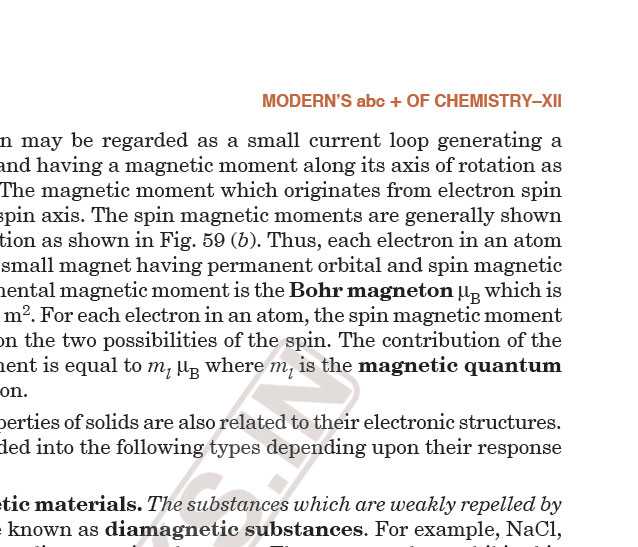 MODERN'S abc + OF CHEMISTRY–XII
n may be regarded as a small current loop generating a
and having a magnetic moment along its axis of rotation as
The magnetic moment which originates from electron spin
spin axis. The spin magnetic moments are generally shown
tion as shown in Fig. 59 (b). Thus, each electron in an atom
small magnet having permanent orbital and spin magnetic
mental magnetic moment is the Bohr magneton μB which is
m². For each electron in an atom, the spin magnetic moment
on the two possibilities of the spin. The contribution of the
ment is equal to ml μB where ml is the magnetic quantum
on.
perties of solids are also related to their electronic structures.
ded into the following types depending upon their response
etic materials. The substances which are weakly repelled by
e known as diamagnetic substances. For example, NaCl,
S.IN